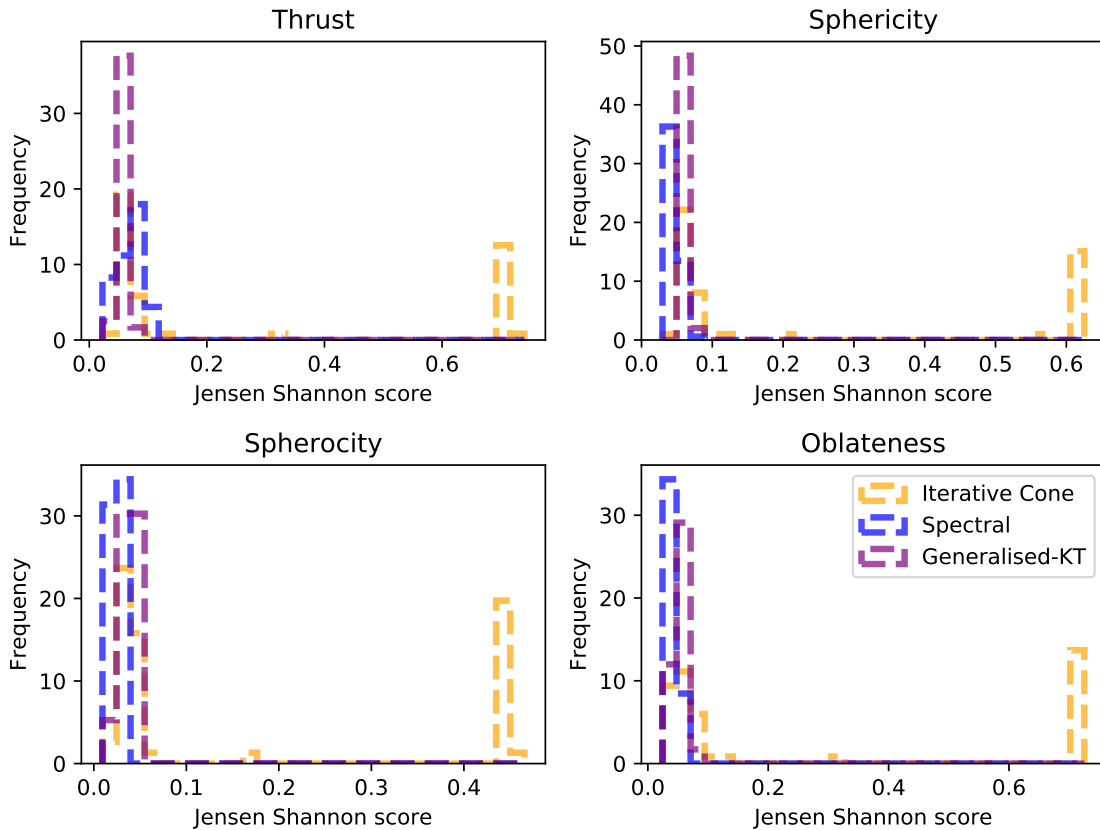 Thrust
Frequency
30
20
10
0
0.0 0.2 0.4 0.6
Jensen Shannon score
Sphericity
Frequency
50
40
30
20
10
0
0.0 0.1 0.2 0.3 0.4 0.5 0.6
Jensen Shannon score
Spherocity
Frequency
30
20
10
0
0.0 0.1 0.2 0.3 0.4
Jensen Shannon score
Oblateness
Iterative Cone
Spectral
Generalised-KT
Frequency
30
20
10
0
0.0 0.2 0.4 0.6
Jensen Shannon score